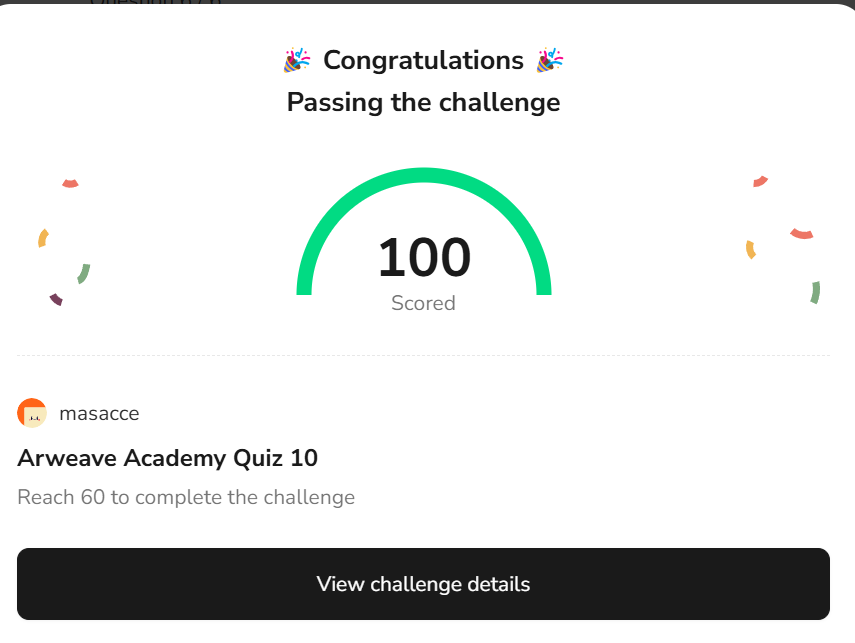 🎉 Congratulations 🎉
Passing the challenge
100
Scored
masacce
Arweave Academy Quiz 10
Reach 60 to complete the challenge
View challenge details